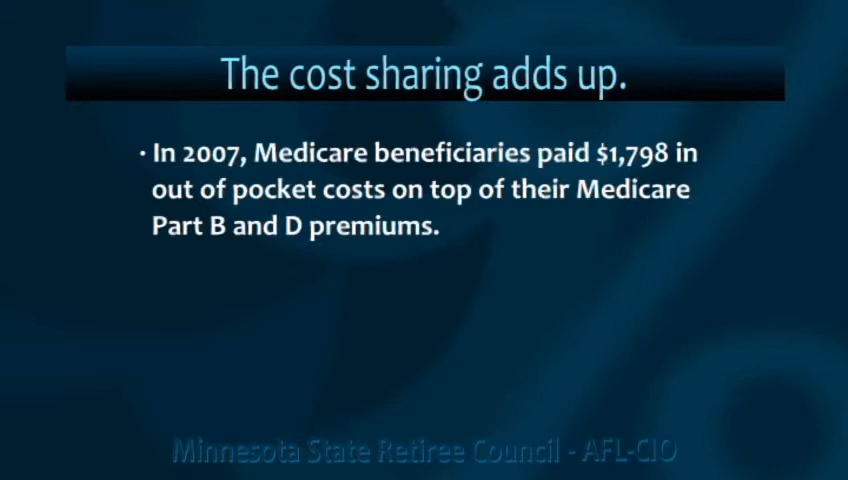 The cost sharing adds up.
• In 2007, Medicare beneficiaries paid $1,798 in
out of pocket costs on top of their Medicare
Part B and D premiums.
Minnesota State Retiree Council - AFL-CIO